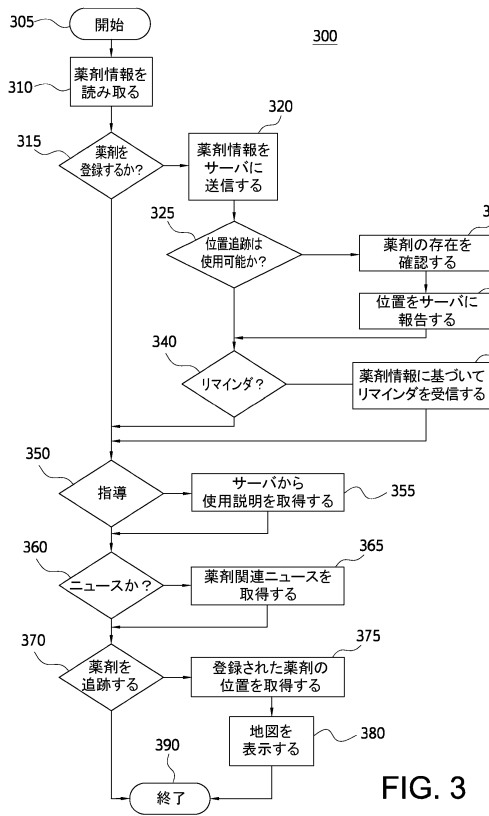 305
開始
300
310
薬剤情報を
読み取る
320
315
薬剤を
登録するか?
薬剤情報を
サーバに
送信する
325
位置追跡は
使用可能か?
薬剤の存在を
確認する
位置をサーバに
報告する
340
リマインダ?
薬剤情報に基づいて
リマインダを受信する
350
指導
サーバから
使用説明を取得する
355
360
ニュースか?
365
薬剤関連ニュースを
取得する
370
薬剤を
追跡する
375
登録された薬剤の
位置を取得する
地図を
表示する
380
390
終了
FIG. 3